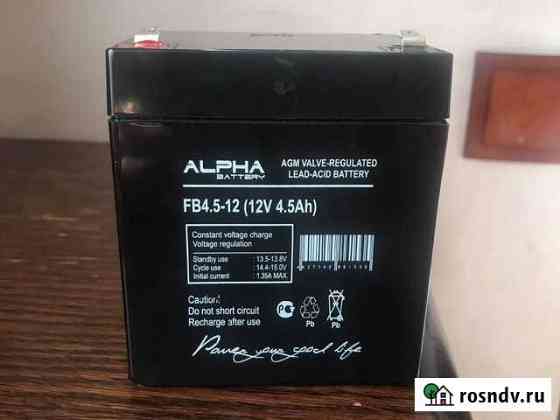 ALPHA
BATTERY
AGM VALVE-REGULATED
LEAD-ACID BATTERY
FB4.5-12 (12V 4.5Ah)
Constant voltage charge
Voltage regulation
Standby use : 13.5-13.8V
Cycle use : 14.4-15.0V
Initial current : 1.35A MAX.
Caution:
Do not short circuit
Recharge after use
Pb
Pb
Power your good life
rosndv.ru